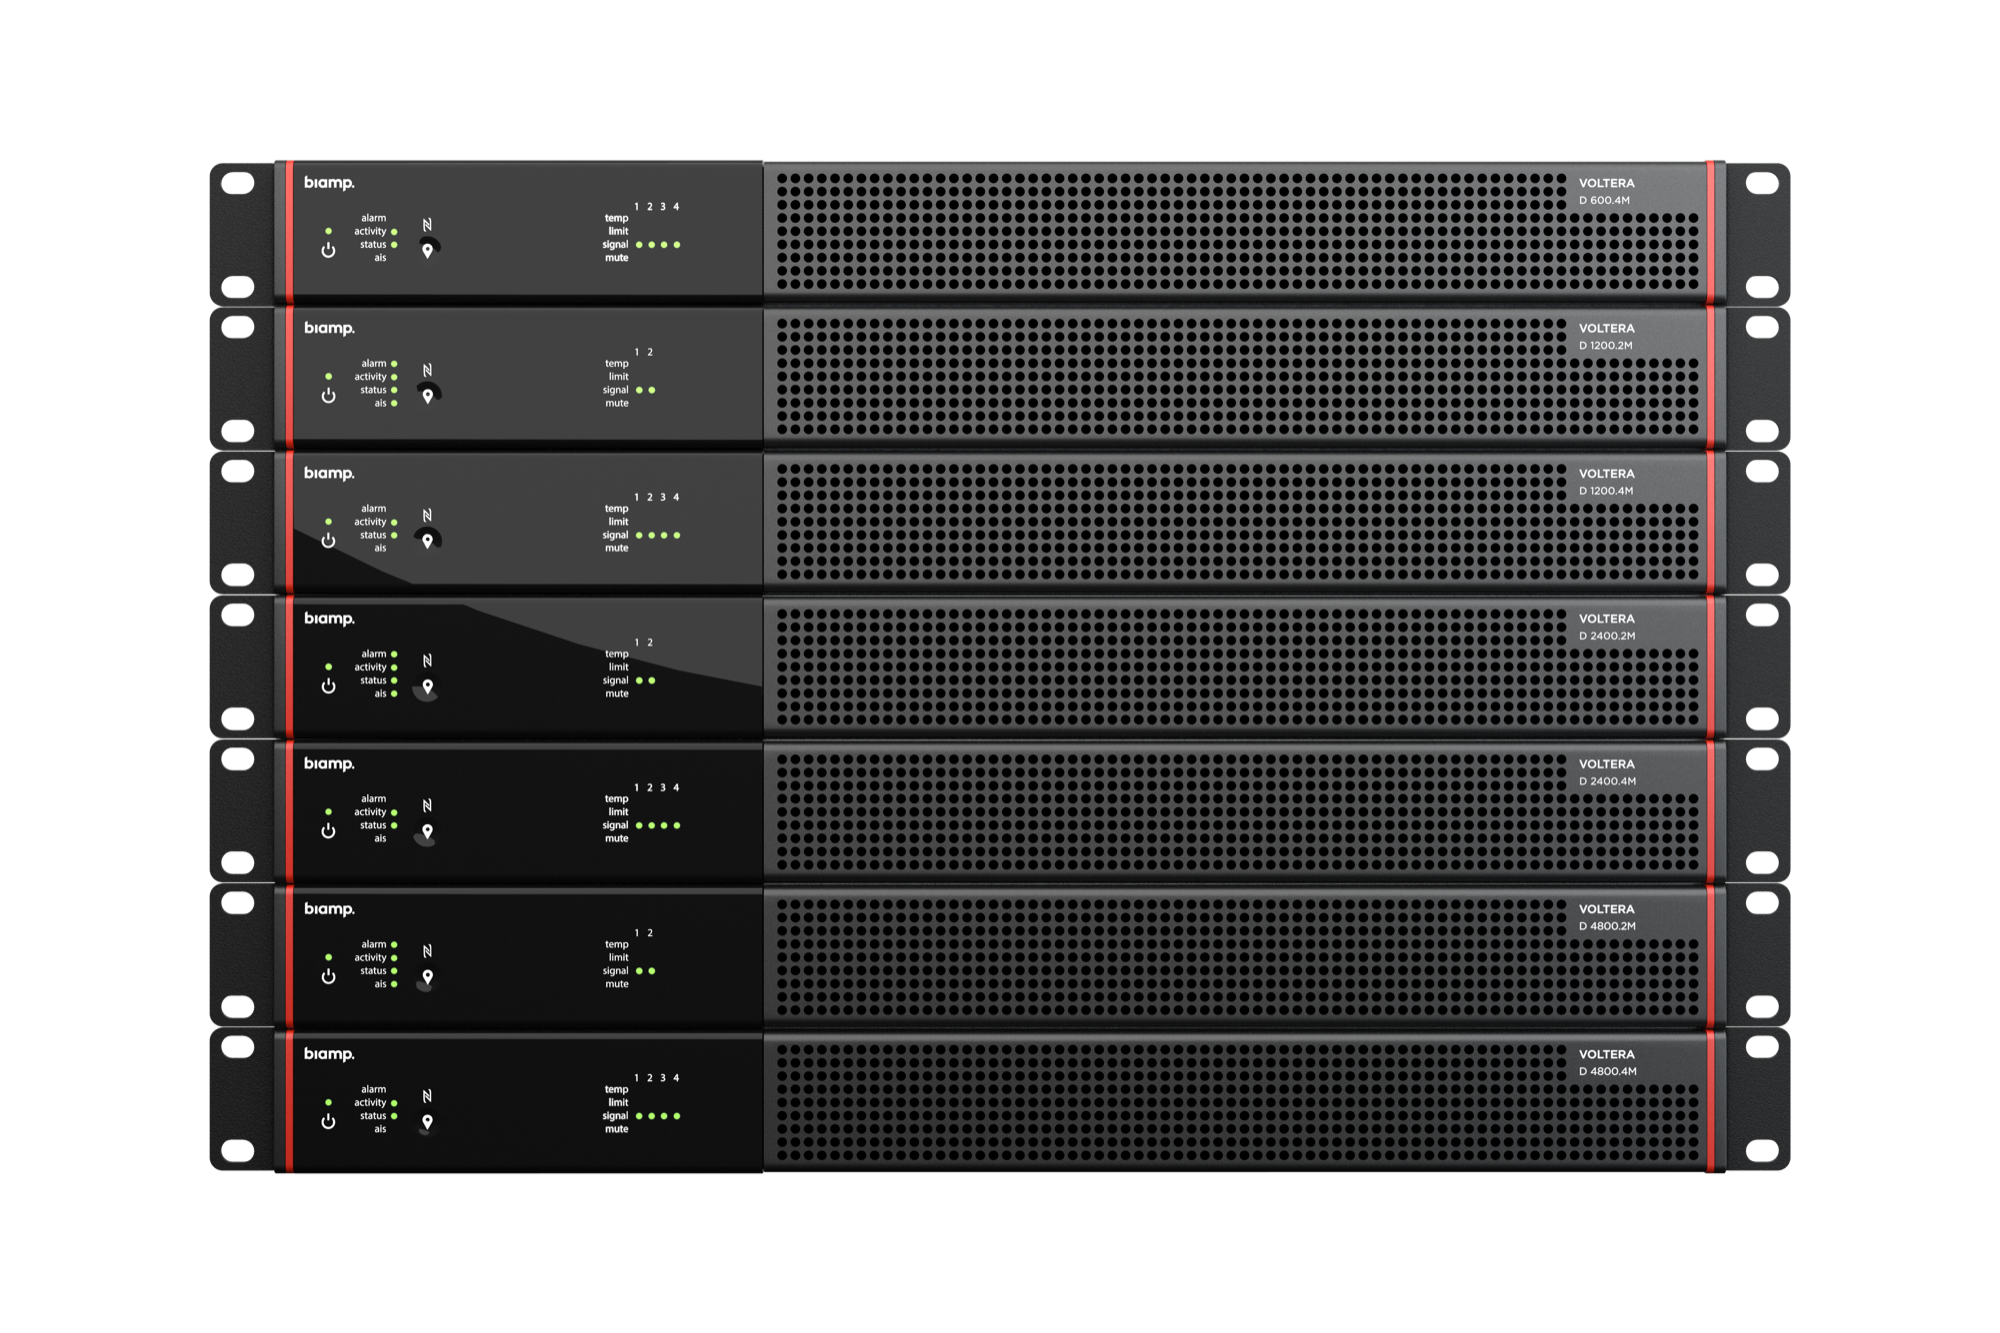 biamp.
VOLTERA
D 600.4M
1 2 3 4
alarm
activity
status
ais
temp
limit
signal
mute
biamp.
VOLTERA
D 1200.2M
1 2
alarm
activity
status
ais
temp
limit
signal
mute
biamp.
VOLTERA
D 1200.4M
1 2 3 4
alarm
activity
status
ais
temp
limit
signal
mute
biamp.
VOLTERA
D 2400.2M
1 2
alarm
activity
status
ais
temp
limit
signal
mute
biamp.
VOLTERA
D 2400.4M
1 2 3 4
alarm
activity
status
ais
temp
limit
signal
mute
biamp.
VOLTERA
D 4800.2M
1 2
alarm
activity
status
ais
temp
limit
signal
mute
biamp.
VOLTERA
D 4800.4M
1 2 3 4
alarm
activity
status
ais
temp
limit
signal
mute